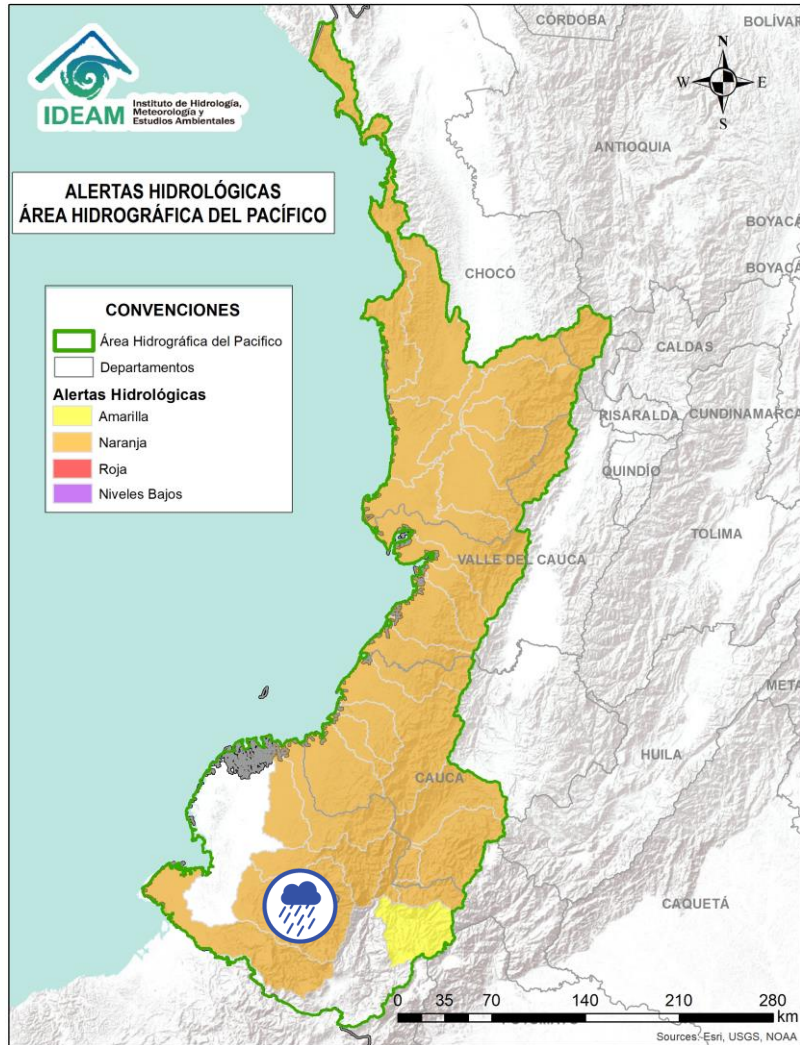 CÓRDOBA
BOLÍVAR
IDEAM
Instituto de Hidrología,
Meteorología y
Estudios Ambientales
N
W
E
S
ANTIOQUIA
ALERTAS HIDROLÓGICAS
ÁREA HIDROGRÁFICA DEL PACÍFICO
BOYACÁ
BOYACÁ
CHOCÓ
CONVENCIONES
Área Hidrográfica del Pacifico
Departamentos
Alertas Hidrológicas
Amarilla
Naranja
Roja
Niveles Bajos
CALDAS
RISARALDA
CUNDINAMARCA
QUINDÍO
TOLIMA
VALLE DEL CAUCA
META
HUILA
CAUCA
CAQUETÁ
0 35 70 140 210 280
km
Sources: Esri, USGS, NOAA